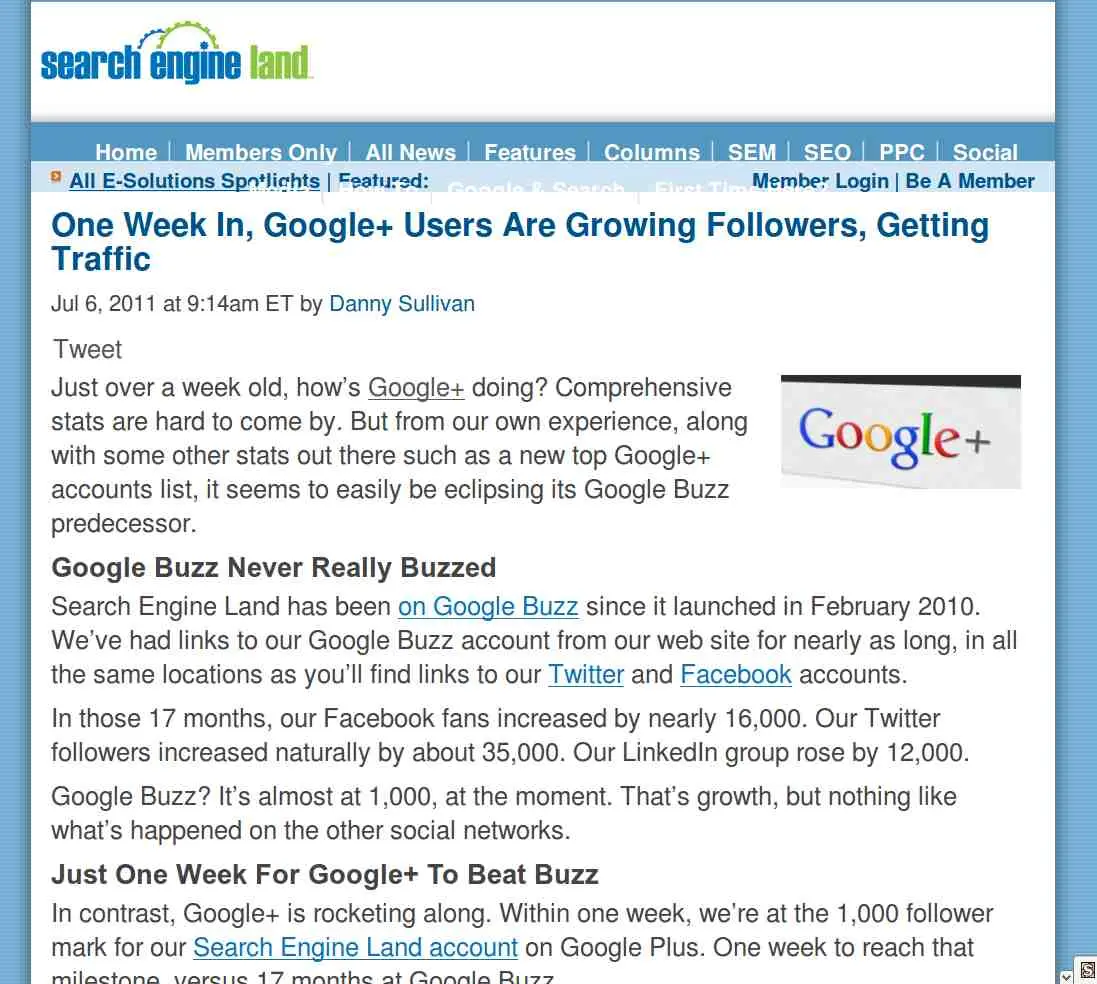 search engine land
Home | Members Only | All News | Features | Columns | SEM | SEO | PPC | Social
Google & Search First Time
All E-Solutions Spotlights | Featured: Member Login | Be A Member
One Week In, Google+ Users Are Growing Followers, Getting
Traffic
Jul 6, 2011 at 9:14am ET by Danny Sullivan
Tweet
Just over a week old, how’s Google+ doing? Comprehensive
stats are hard to come by. But from our own experience, along
with some other stats out there such as a new top Google+
accounts list, it seems to easily be eclipsing its Google Buzz
predecessor.
Google+
Google Buzz Never Really Buzzed
Search Engine Land has been on Google Buzz since it launched in February 2010.
We’ve had links to our Google Buzz account from our web site for nearly as long, in all
the same locations as you’ll find links to our Twitter and Facebook accounts.
In those 17 months, our Facebook fans increased by nearly 16,000. Our Twitter
followers increased naturally by about 35,000. Our LinkedIn group rose by 12,000.
Google Buzz? It’s almost at 1,000, at the moment. That’s growth, but nothing like
what’s happened on the other social networks.
Just One Week For Google+ To Beat Buzz
In contrast, Google+ is rocketing along. Within one week, we’re at the 1,000 follower
mark for our Search Engine Land account on Google Plus. One week to reach that
milestone, versus 17 months at Google Buzz